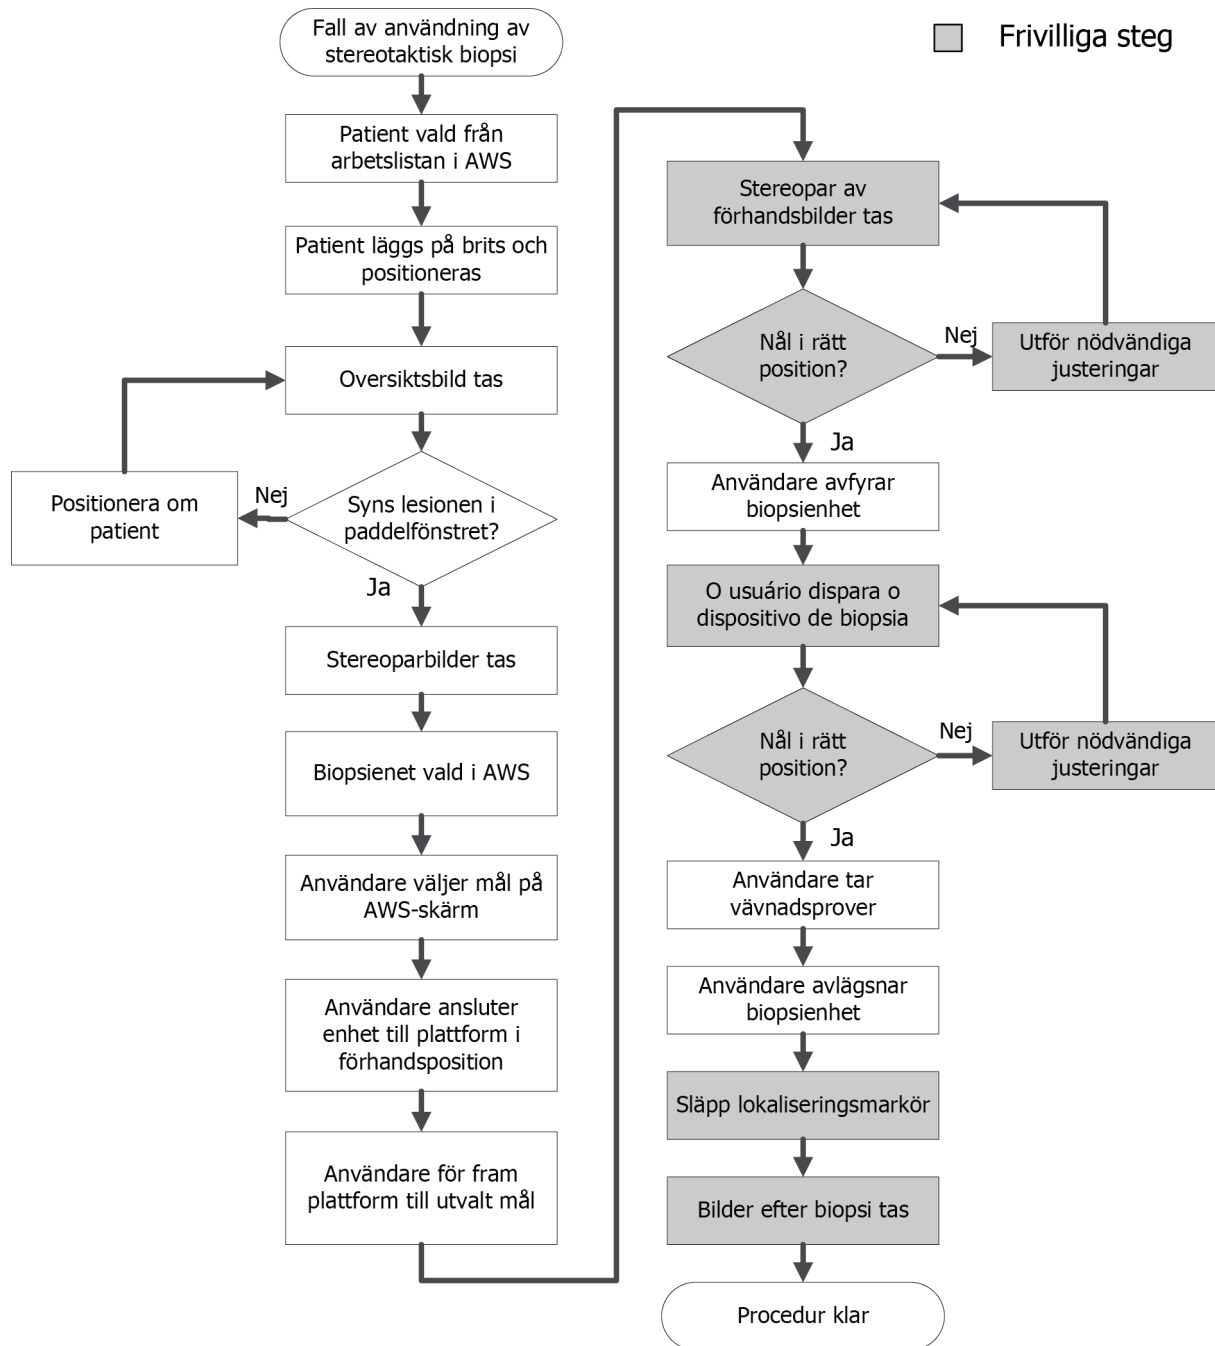 Fall av användning av
stereotaktisk biopsi
Patient vald från
arbetslistan i AWS
Patient läggs på brits och
positioneras
Oversiktsbild tas
Syns lesionen i
paddelfönstret?
Nej
Positionera om
patient
Ja
Stereoparbilder tas
Biopsienet vald i AWS
Användare väljer mål på
AWS-skärm
Användare ansluter
enhet till plattform i
förhandsposition
Användare för fram
plattform till utvalt mål
Frivilliga steg
Stereopar av
förhandsbilder tas
Nål i rätt
position?
Nej
Utför nödvändiga
justeringar
Ja
Användare avfyrar
biopsienhet
O usuário dispara o
dispositivo de biopsia
Nål i rätt
position?
Nej
Utför nödvändiga
justeringar
Ja
Användare tar
vävnadsprover
Användare avlägsnar
biopsienhet
Släpp lokaliseringsmarkör
Bilder efter biopsi tas
Procedur klar